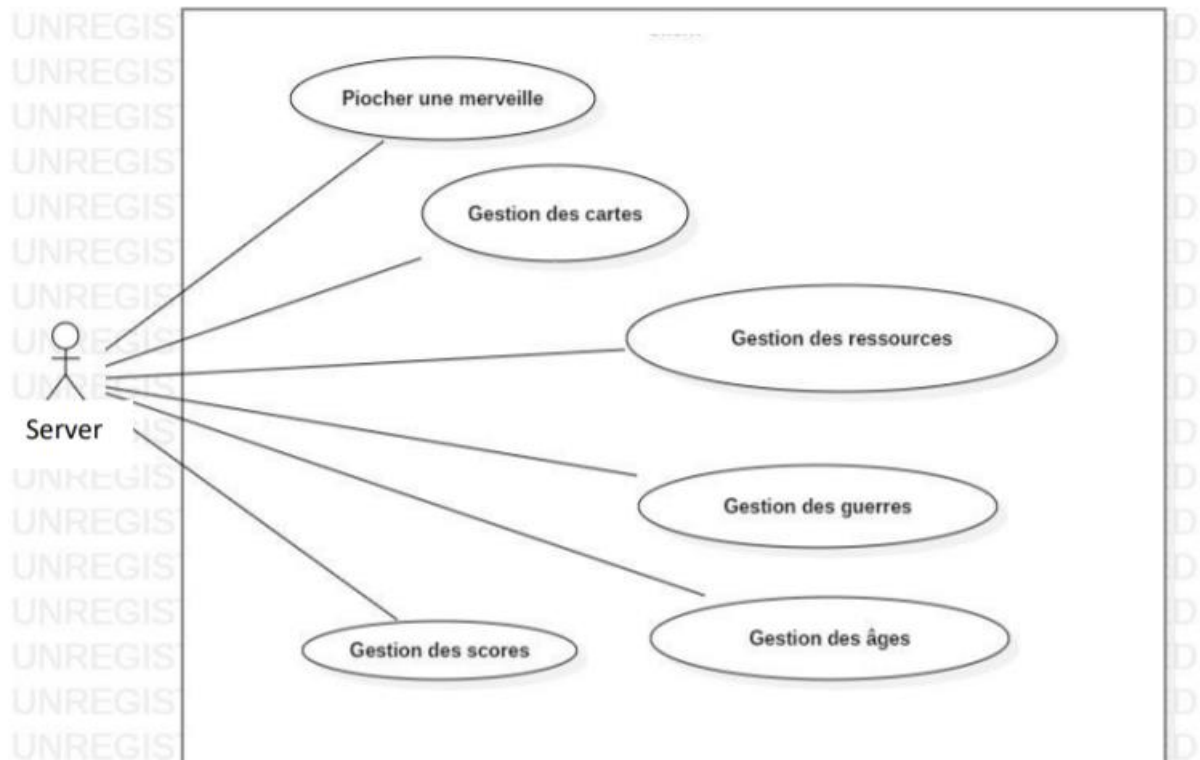 UNREGIS
Piocher une merveille
Gestion des cartes
Gestion des ressources
Server
Gestion des guerres
Gestion des âges
Gestion des scores